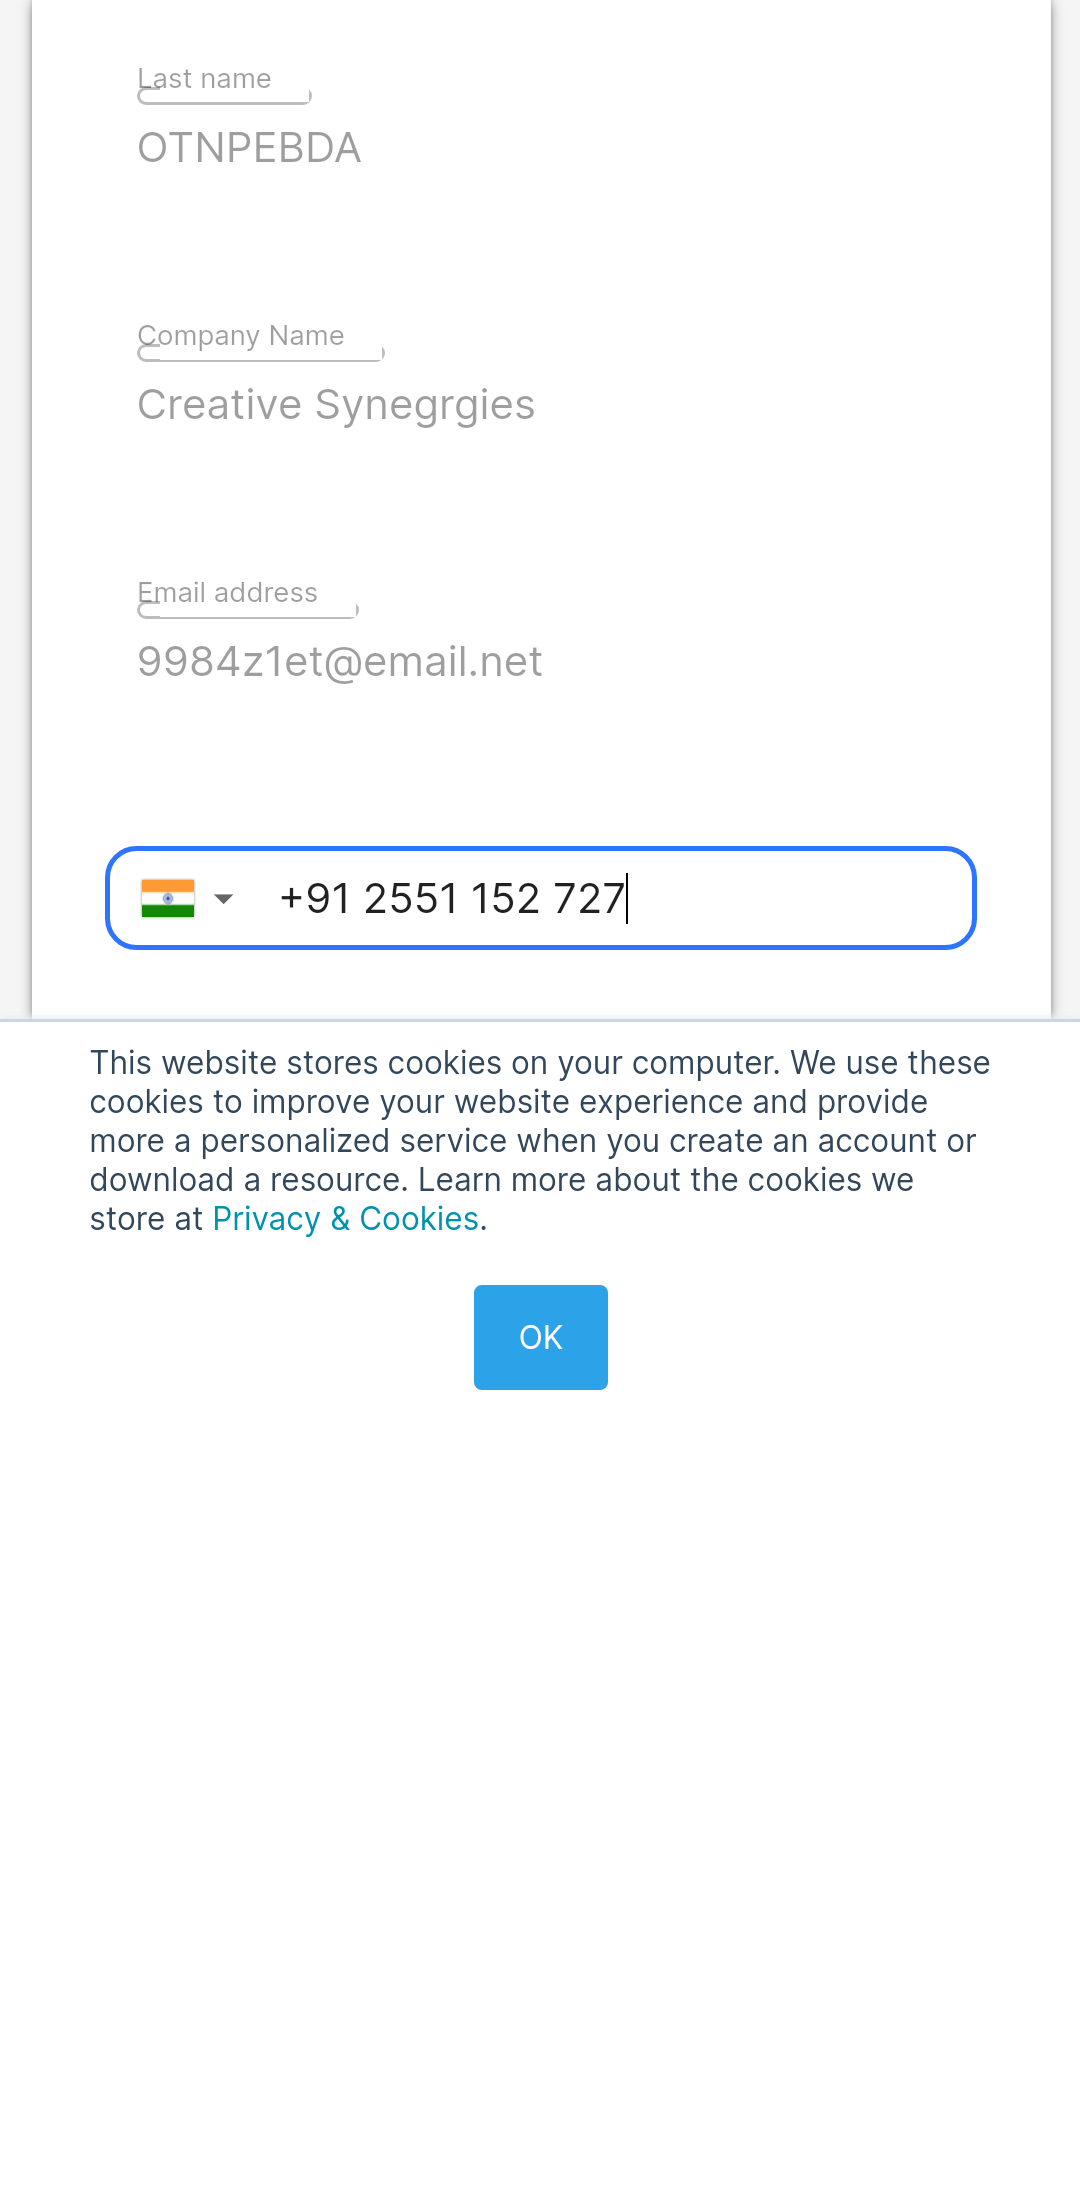 Last name
OTNPEBDA
Company Name
Creative Synegrgies
Email address
9984z1et@email.net
+91 2551 152 727
This website stores cookies on your computer. We use these
cookies to improve your website experience and provide
more a personalized service when you create an account or
download a resource. Learn more about the cookies we
store at Privacy & Cookies.
OK